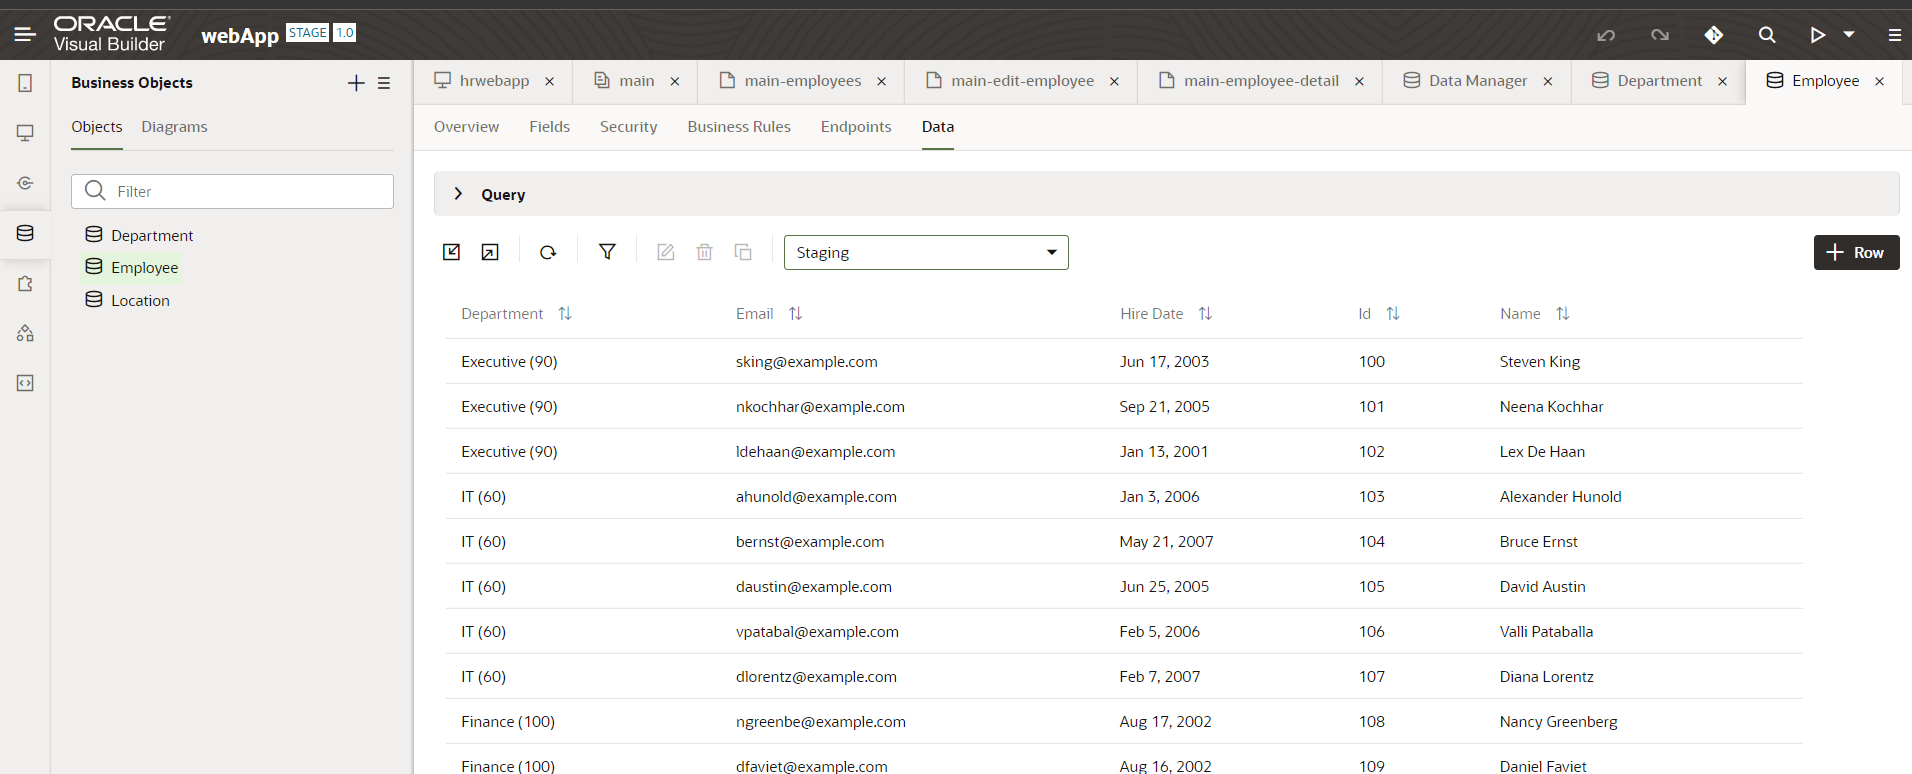 ORACLE
Visual Builder
webApp STAGE 1.0
Business Objects
Objects Diagrams
Filter
Department
Employee
Location
hrwebapp main main-employees main-edit-employee main-employee-detail Data Manager Department Employee
Overview Fields Security Business Rules Endpoints Data
Query
Staging
Row
Department Email Hire Date Id Name
Executive (90) sking@example.com Jun 17, 2003 100 Steven King
Executive (90) nkochhar@example.com Sep 21, 2005 101 Neena Kochhar
Executive (90) ldehaan@example.com Jan 13, 2001 102 Lex De Haan
IT (60) ahunold@example.com Jan 3, 2006 103 Alexander Hunold
IT (60) bernst@example.com May 21, 2007 104 Bruce Ernst
IT (60) daustin@example.com Jun 25, 2005 105 David Austin
IT (60) vpatabal@example.com Feb 5, 2006 106 Valli Pataballa
IT (60) dlorentz@example.com Feb 7, 2007 107 Diana Lorentz
Finance (100) ngreenbe@example.com Aug 17, 2002 108 Nancy Greenberg
Finance (100) dfaviet@example.com Aug 16, 2002 109 Daniel Faviet